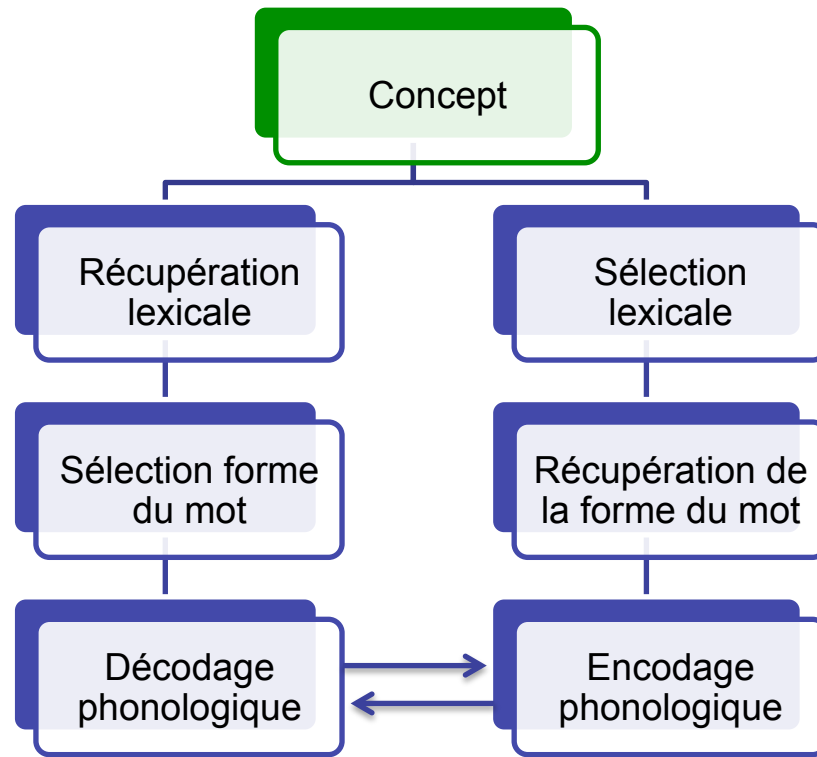 Concept
Récupération
lexicale
Sélection
lexicale
Sélection forme
du mot
Récupération de
la forme du mot
Décodage
phonologique
Encodage
phonologique